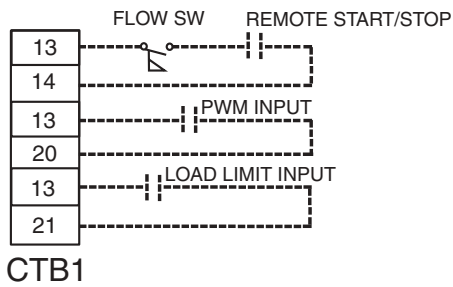 FLOW SW REMOTE START/STOP
13
14
13 PWM INPUT
20
13 LOAD LIMIT INPUT
21
CTB1